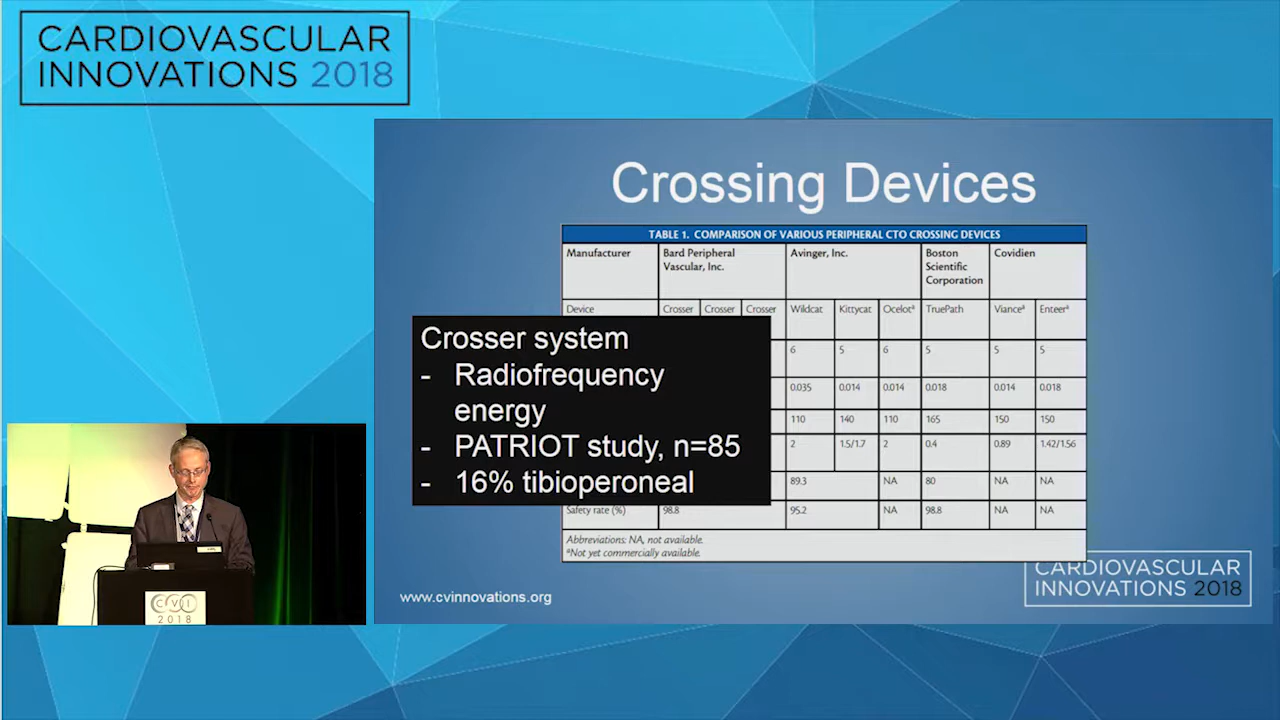 CARDIOVASCULAR
INNOVATIONS 2018
Crossing Devices
TABLE 1. COMPARISON OF VARIOUS PERIPHERAL CTO CROSSING DEVICES
Manufacturer Bard Peripheral Vascular, Inc. Avinger, Inc. Boston Scientific Corporation Covidien
Device Crosser Crosser Crosser Wildcat Kittycat Ocelotª TruePath Vianceª Enteerª
6 5 6 5 5 5
0.035 0.014 0.014 0.018 0.014 0.018
110 140 110 165 150 150
2 1.5/1.7 2 0.4 0.89 1.42/1.56
89.3 NA 80 NA NA
Safety rate (%) 98.8 95.2 NA 98.8 NA NA
Abbreviations: NA, not available.
ªNot yet commercially available.
Crosser system
- Radiofrequency
energy
- PATRIOT study, n=85
- 16% tibioperoneal
www.cvinnovations.org
CARDIOVASCULAR
INNOVATIONS 2018
CVI
2018